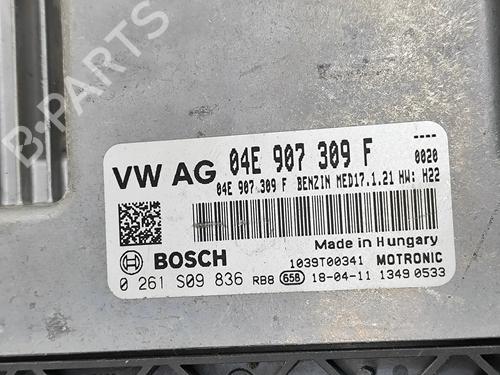 B-PARTS
VW AG 04E 907 309 F
----
0020
04E 907 309 F BENZIN MED17.1.21 HW: H22
Made in Hungary
BOSCH 1039T00341 MOTRONIC
0 261 S09 836 RB8 658 18-04-11 1349 0533